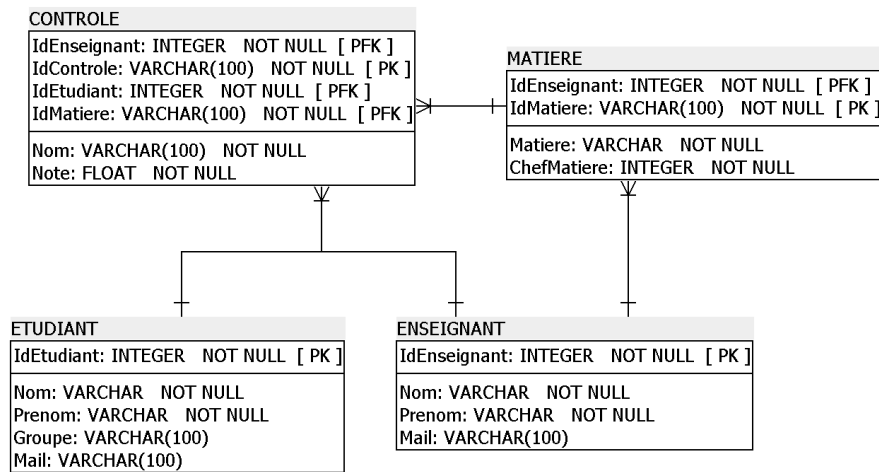 CONTROLE
IdEnseignant: INTEGER NOT NULL [ PFK ]
IdControle: VARCHAR(100) NOT NULL [ PK ]
IdEtudiant: INTEGER NOT NULL [ PFK ]
IdMatiere: VARCHAR(100) NOT NULL [ PFK ]
Nom: VARCHAR(100) NOT NULL
Note: FLOAT NOT NULL
MATIERE
IdEnseignant: INTEGER NOT NULL [ PFK ]
IdMatiere: VARCHAR(100) NOT NULL [ PK ]
Matiere: VARCHAR NOT NULL
ChefMatiere: INTEGER NOT NULL
ETUDIANT
IdEtudiant: INTEGER NOT NULL [ PK ]
Nom: VARCHAR NOT NULL
Prenom: VARCHAR NOT NULL
Groupe: VARCHAR(100)
Mail: VARCHAR(100)
ENSEIGNANT
IdEnseignant: INTEGER NOT NULL [ PK ]
Nom: VARCHAR NOT NULL
Prenom: VARCHAR NOT NULL
Mail: VARCHAR(100)